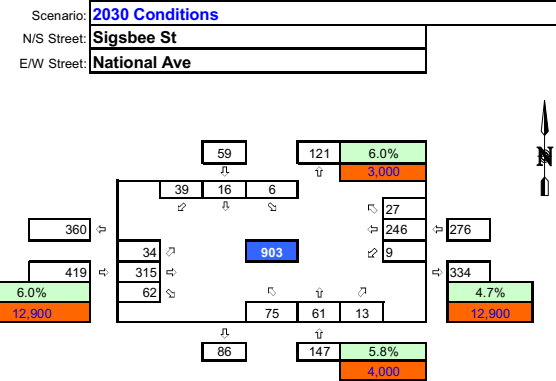 Scenario: 2030 Conditions
N/S Street: Sigsbee St
E/W Street: National Ave
N
59 121 6.0%
3,000
39 16 6
27
360 246 276
34 903 9
419 315 334
6.0% 62 4.7%
12,900 75 61 13 12,900
86 147 5.8%
4,000